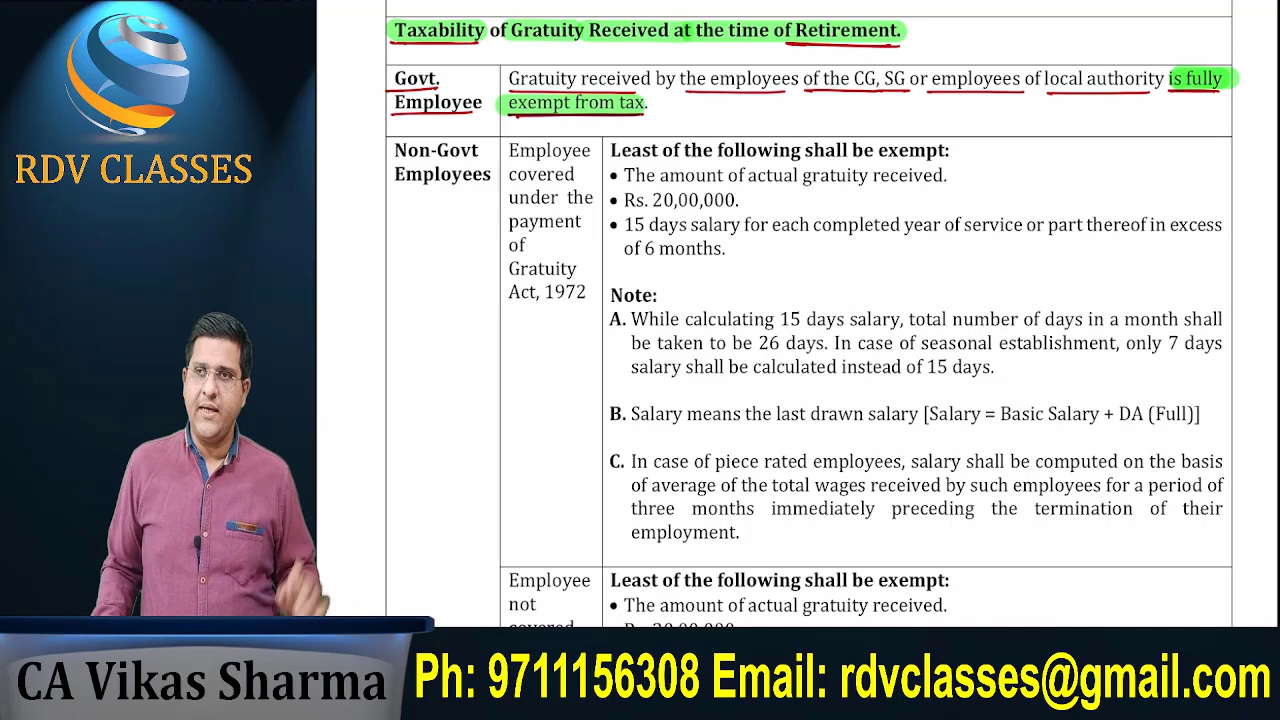 Taxability of Gratuity Received at the time of Retirement.
Govt.
Employee
Gratuity received by the employees of the CG, SG or employees of local authority is fully
exempt from tax.
RDV CLASSES
Non-Govt
Employees
Employee
covered
under the
payment
of
Gratuity
Act, 1972
Least of the following shall be exempt:
• The amount of actual gratuity received.
• Rs. 20,00,000.
• 15 days salary for each completed year of service or part thereof in excess
of 6 months.
Note:
A. While calculating 15 days salary, total number of days in a month shall
be taken to be 26 days. In case of seasonal establishment, only 7 days
salary shall be calculated instead of 15 days.
B. Salary means the last drawn salary [Salary = Basic Salary + DA (Full)]
C. In case of piece rated employees, salary shall be computed on the basis
of average of the total wages received by such employees for a period of
three months immediately preceding the termination of their
employment.
Employee
not
covered
Least of the following shall be exempt:
• The amount of actual gratuity received.
• Rs. 20,00,000.
CA Vikas Sharma
Ph: 9711156308 Email: rdvclasses@gmail.com